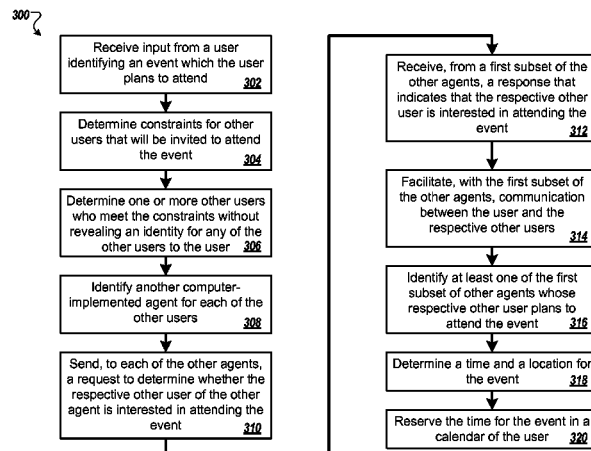 300
Receive input from a user
identifying an event which the user
plans to attend
302
Determine constraints for other
users that will be invited to attend
the event
304
Determine one or more other users
who meet the constraints without
revealing an identity for any of the
other users to the user
306
Identify another computer-
implemented agent for each of the
other users
308
Send, to each of the other agents,
a request to determine whether the
respective other user of the other
agent is interested in attending the
event
310
Receive, from a first subset of the
other agents, a response that
indicates that the respective other
user is interested in attending the
event
312
Facilitate, with the first subset of
the other agents, communication
between the user and the
respective other users
314
Identify at least one of the first
subset of other agents whose
respective other user plans to
attend the event
316
Determine a time and a location for
the event
318
Reserve the time for the event in a
calendar of the user
320